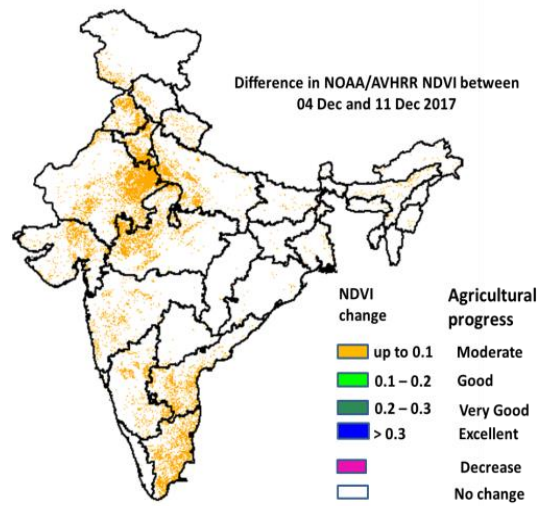 Difference in NOAA/AVHRR NDVI between
04 Dec and 11 Dec 2017
NDVI change
Agricultural progress
up to 0.1 Moderate
0.1 – 0.2 Good
0.2 – 0.3 Very Good
> 0.3 Excellent
Decrease
No change